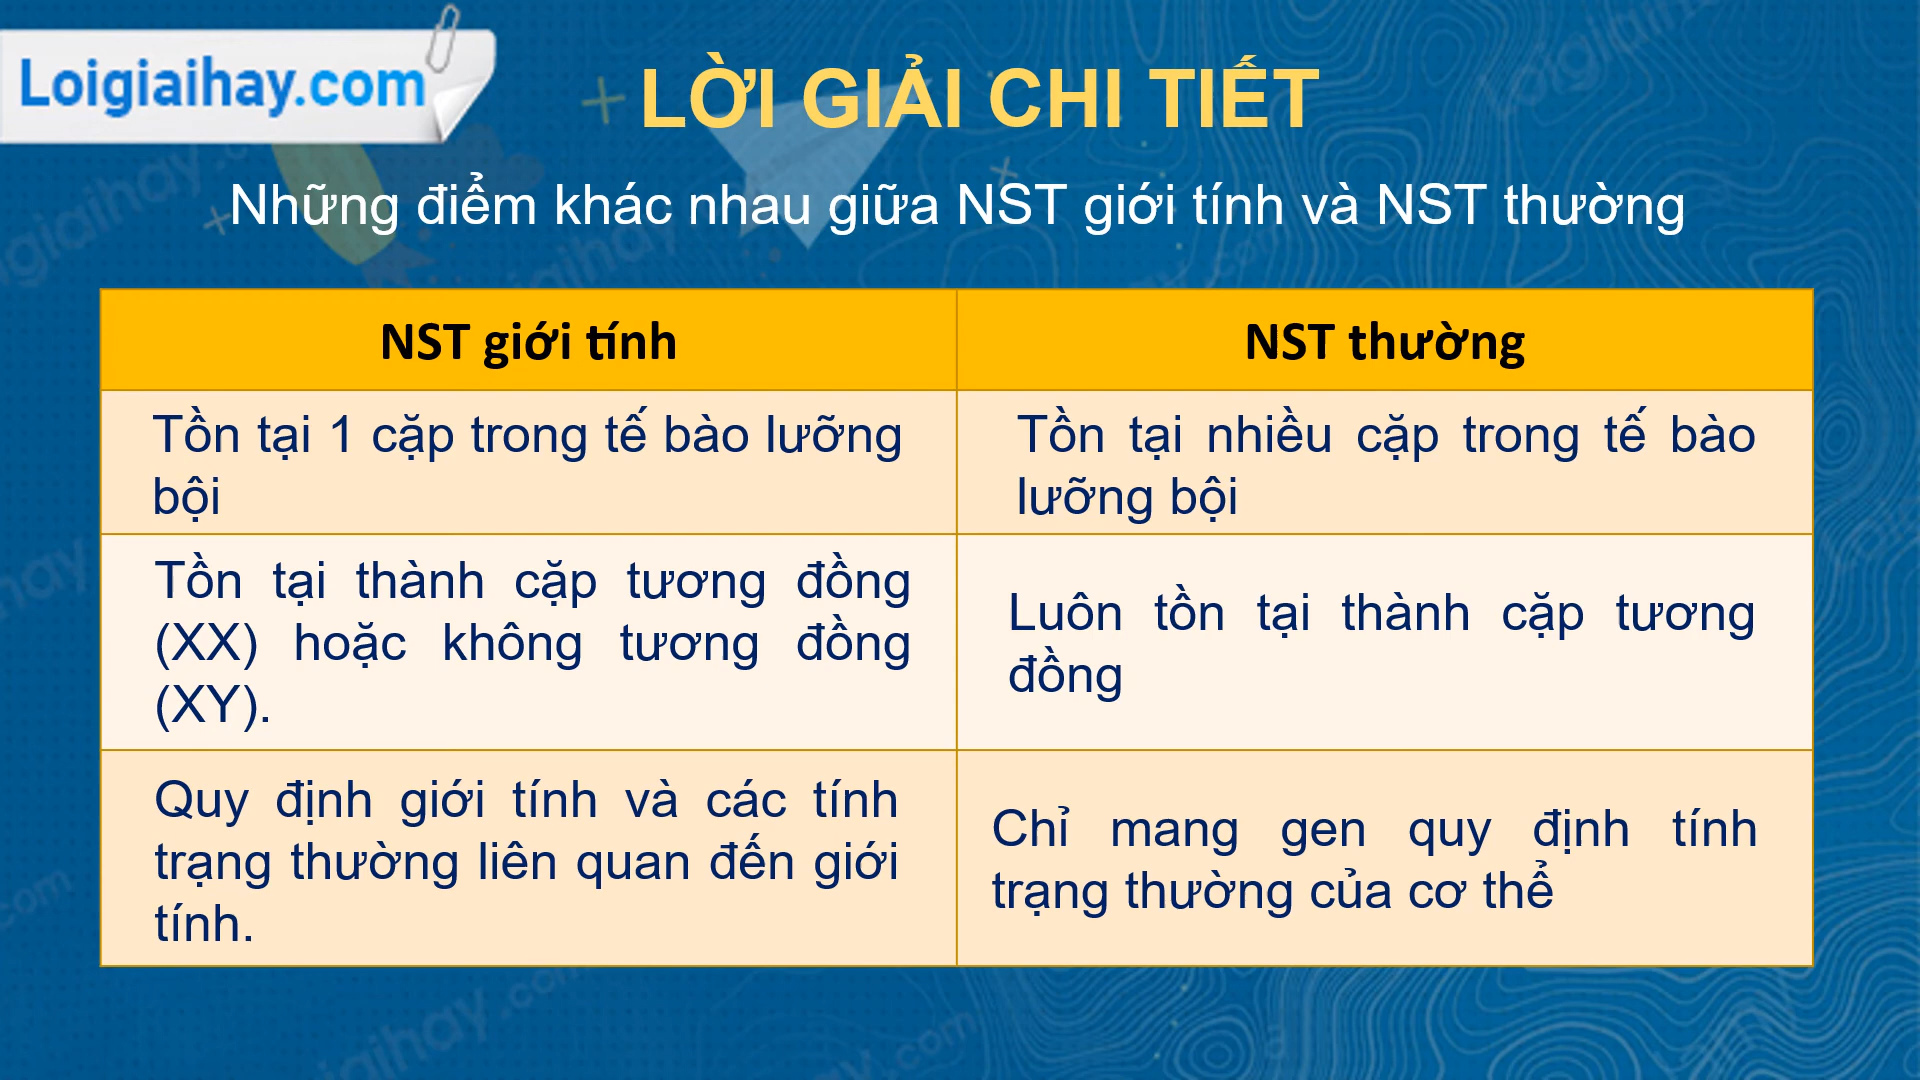 Loigiaihay.com
LỜI GIẢI CHI TIẾT
Những điểm khác nhau giữa NST giới tính và NST thường
NST giới tính
NST thường
Tồn tại 1 cặp trong tế bào lưỡng
bội
Tồn tại nhiều cặp trong tế bào
lưỡng bội
Tồn tại thành cặp tương đồng
(XX) hoặc không tương đồng
(XY).
Luôn tồn tại thành cặp tương
đồng
Quy định giới tính và các tính
trạng thường liên quan đến giới
tính.
Chỉ mang gen quy định tính
trạng thường của cơ thể